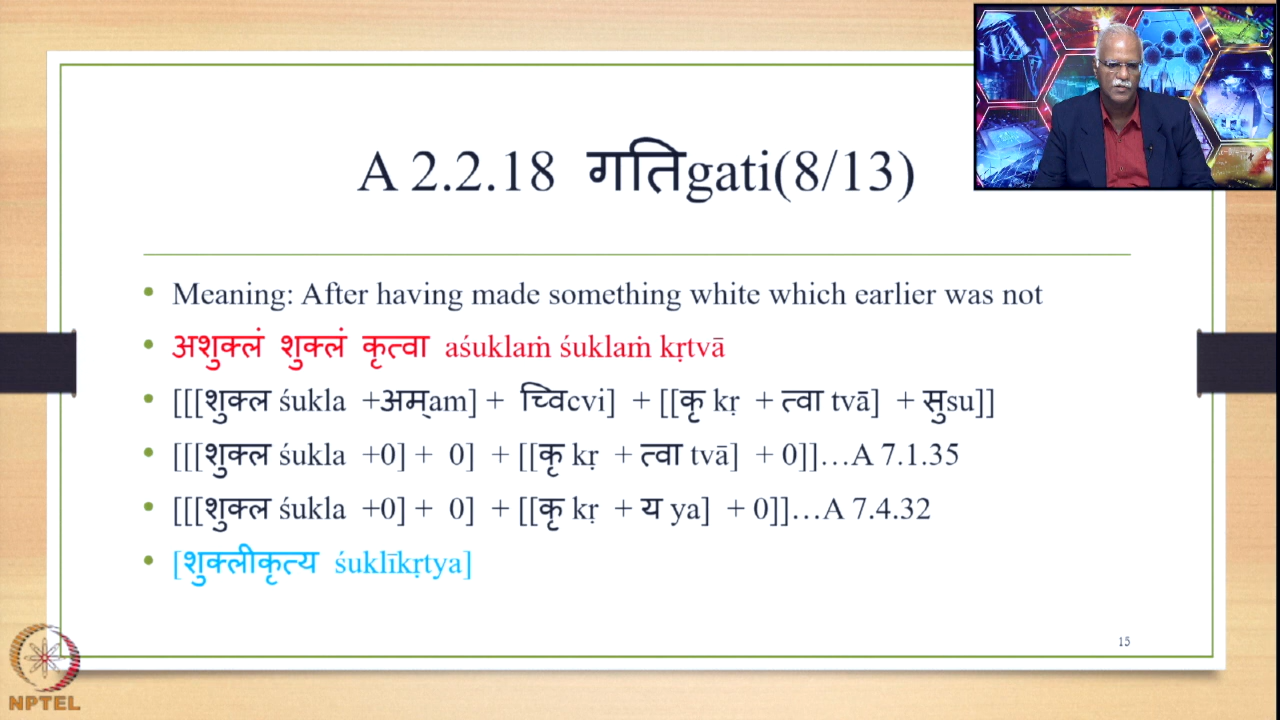 A 2.2.18 गतिgati(8/13)
Meaning: After having made something white which earlier was not
अशुक्लं शुक्लं कृत्वा aśuklaṁ śuklaṁ kṛtvā
[[[शुक्ल śukla +अम्am] + च्विcvi] + [[कृ kṛ + त्वा tvā] + सुsu]]
[[[शुक्ल śukla +0] + 0] + [[कृ kṛ + त्वा tvā] + 0]]…A 7.1.35
[[[शुक्ल śukla +0] + 0] + [[कृ kṛ + य ya] + 0]]…A 7.4.32
[शुक्लीकृत्य śuklīkṛtya]
15
NPTEL